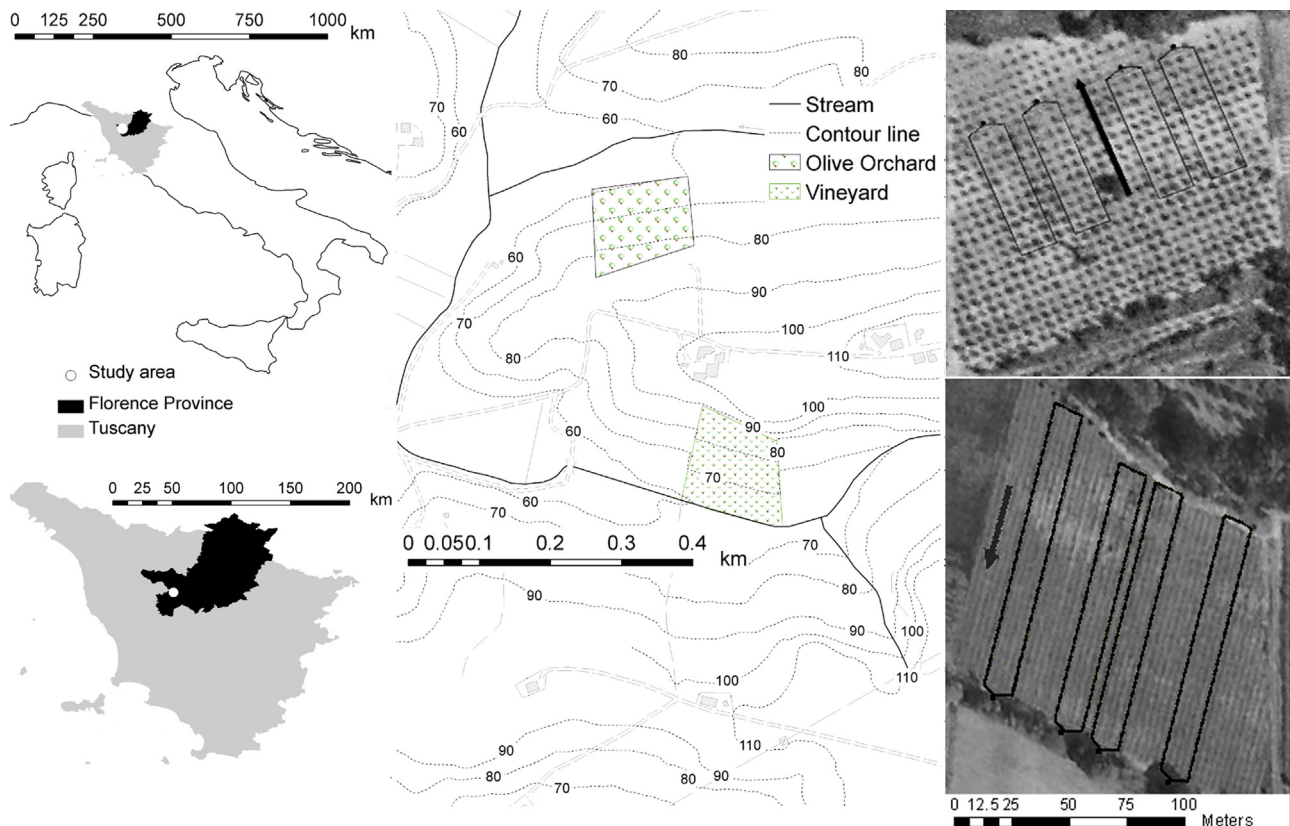 0 125 250 500 750 1000
km
Study area
Florence Province
Tuscany
0 25 50 100 150 200
km
80
80
70
70
60
60
Stream
Contour line
Olive Orchard
Vineyard
60
80
90
70
100
80
110
100
90
60
80
70
60
70
0 0.05 0.1 0.2 0.3 0.4
km
70
80
90
90
100
100
110
110
90
80
90
70
80
0 12.5 25 50 75 100
Meters